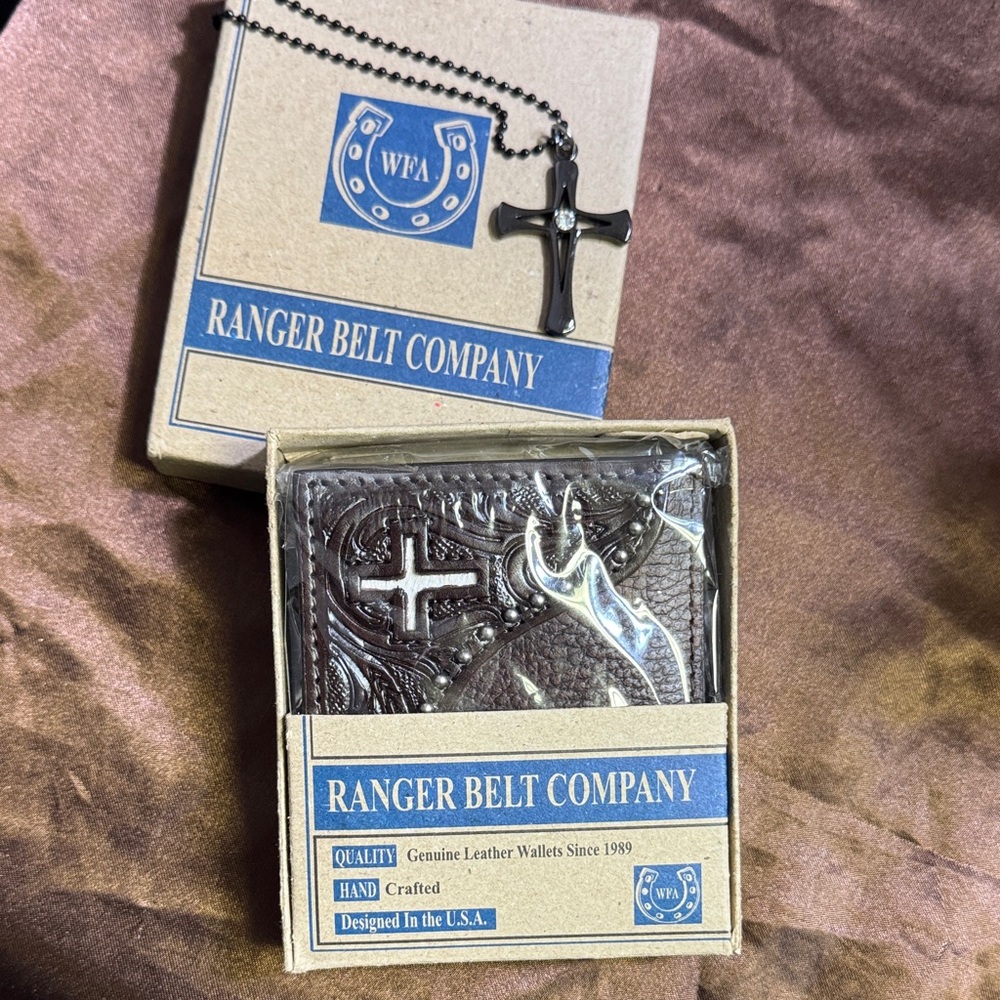 WFA
RANGER BELT COMPANY
RANGER BELT COMPANY
QUALITY Genuine Leather Wallets Since 1989
HAND Crafted
Designed In the U.S.A.
WFA